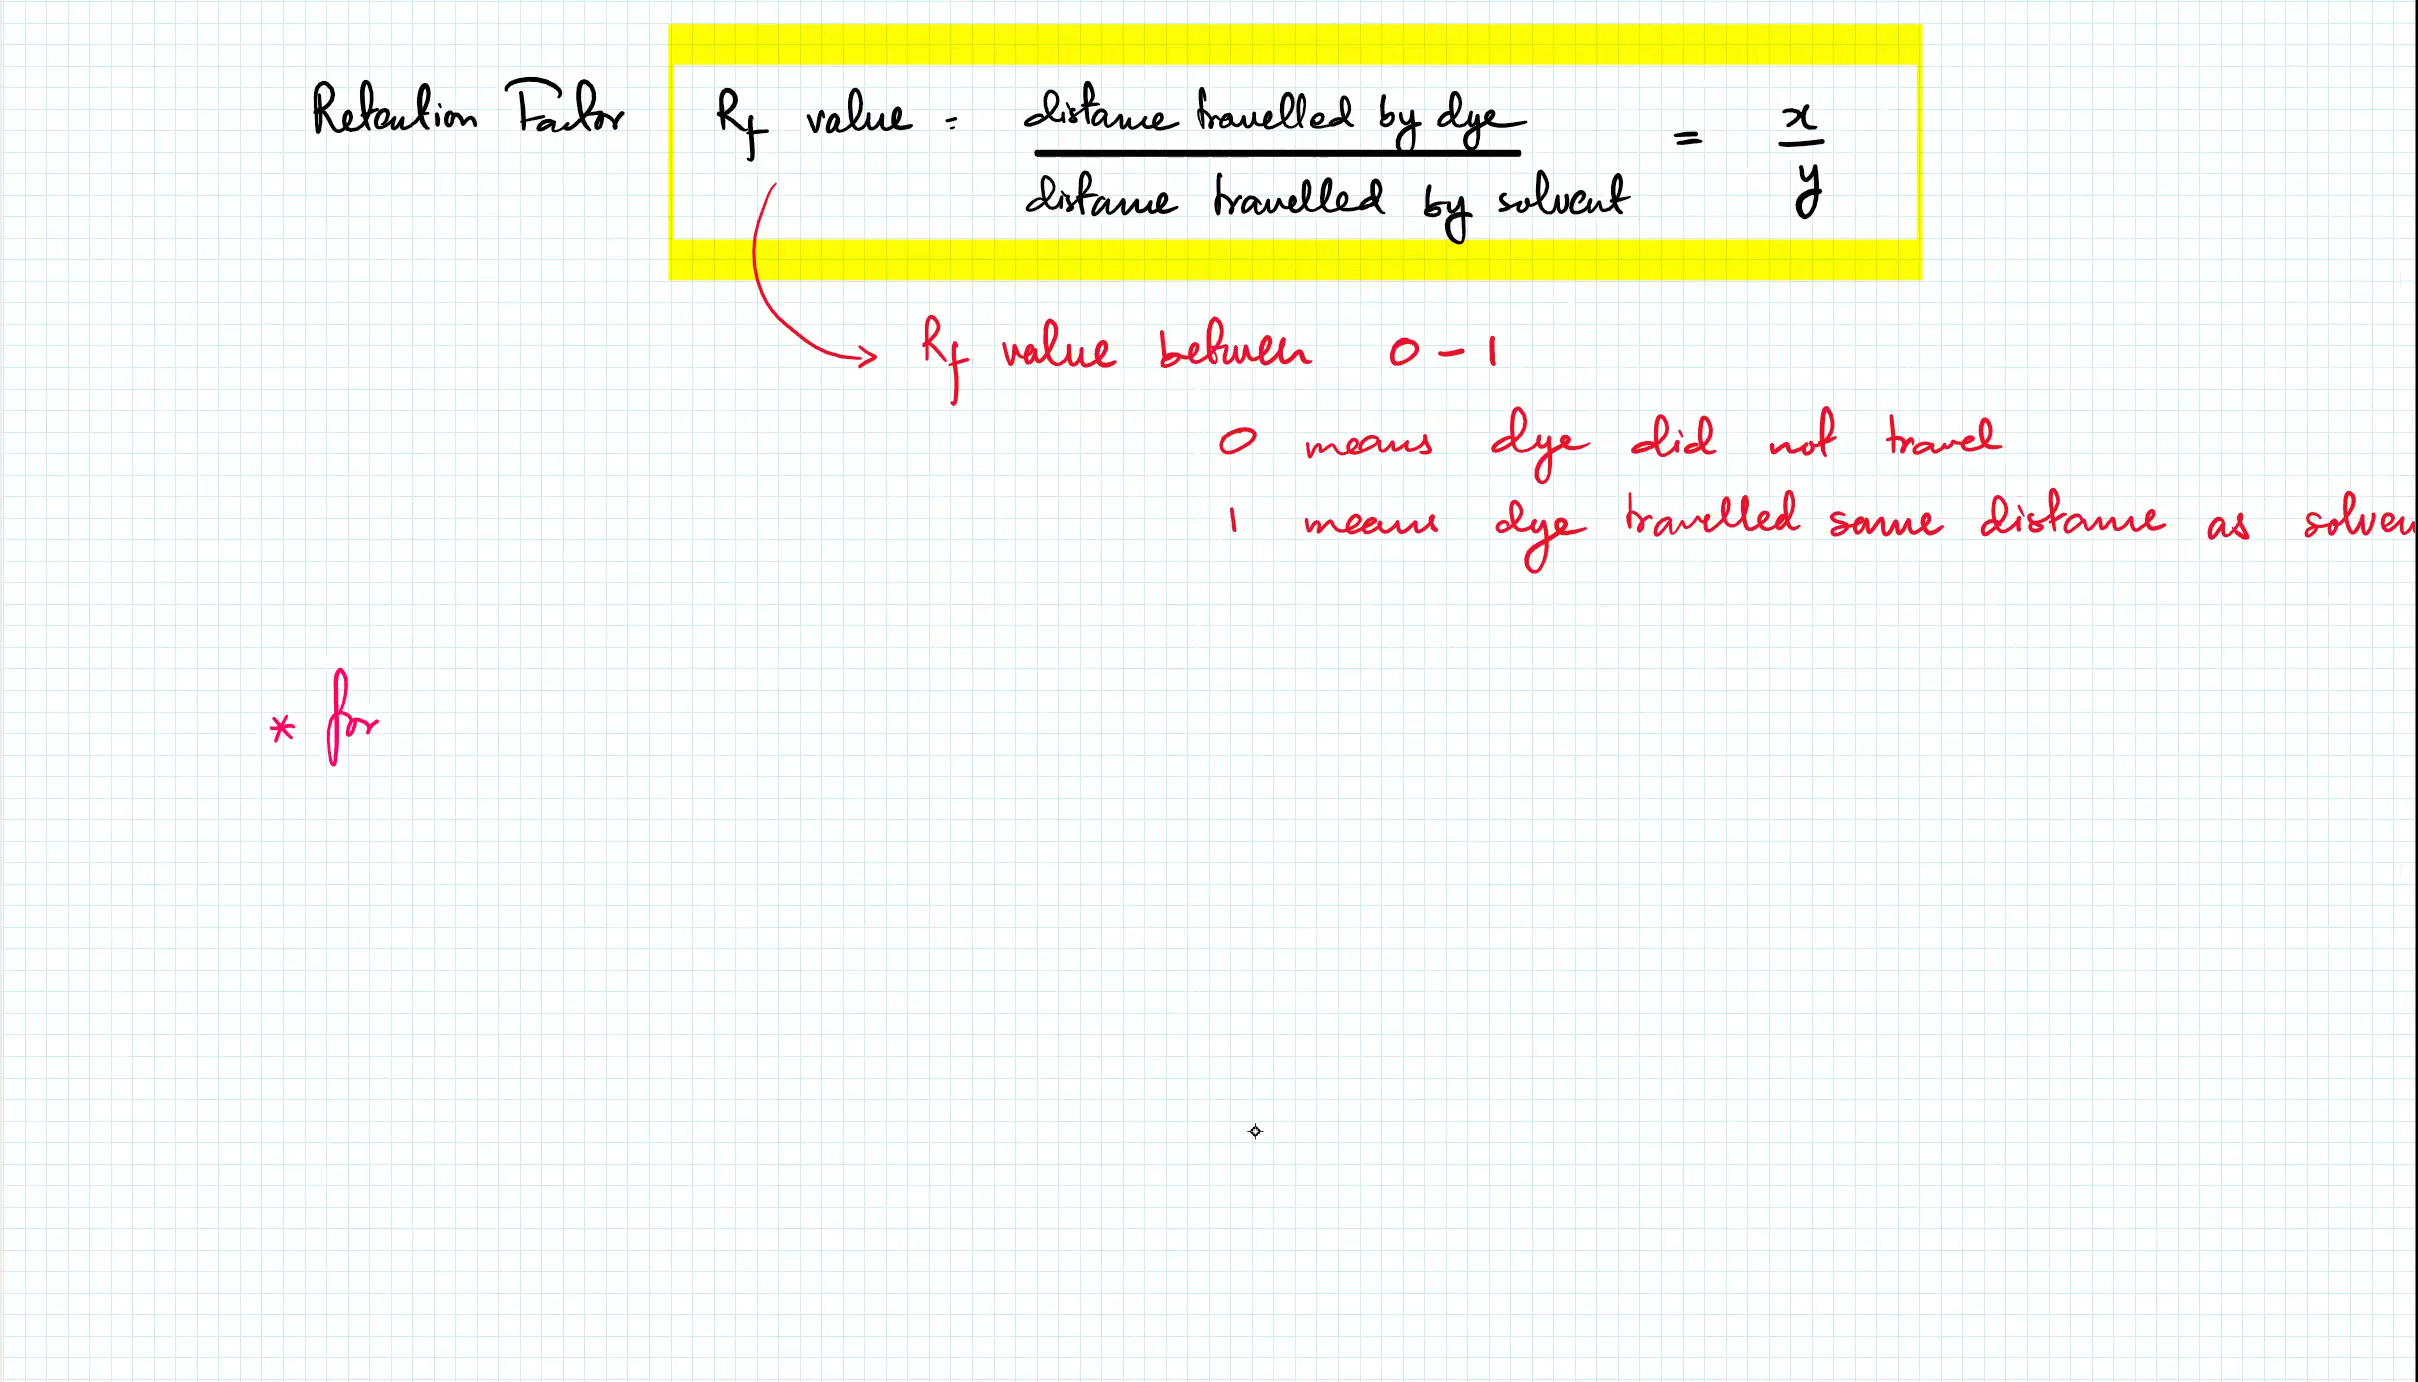 Retention Factor Rf value = distance travelled by dye / distance travelled by solvent = x / y
Rf value between 0 - 1
0 means dye did not travel
1 means dye travelled same distance as solven
* for